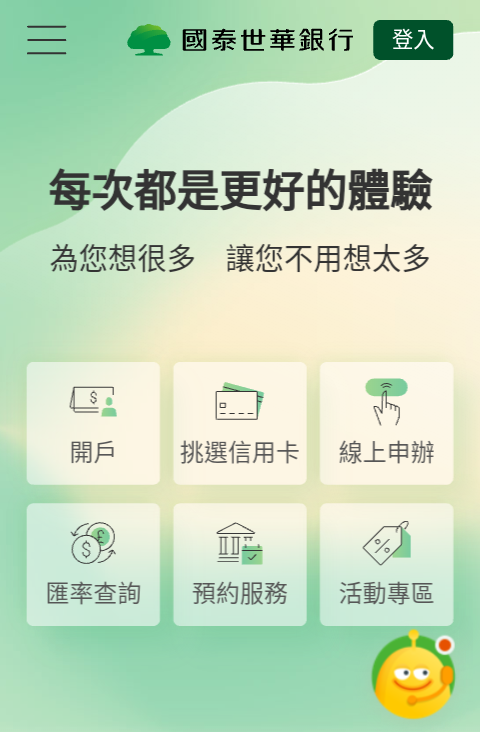 國泰世華銀行
登入
每次都是更好的體驗
為您想很多　讓您不用想太多
開戶
挑選信用卡
線上申辦
匯率查詢
預約服務
活動專區